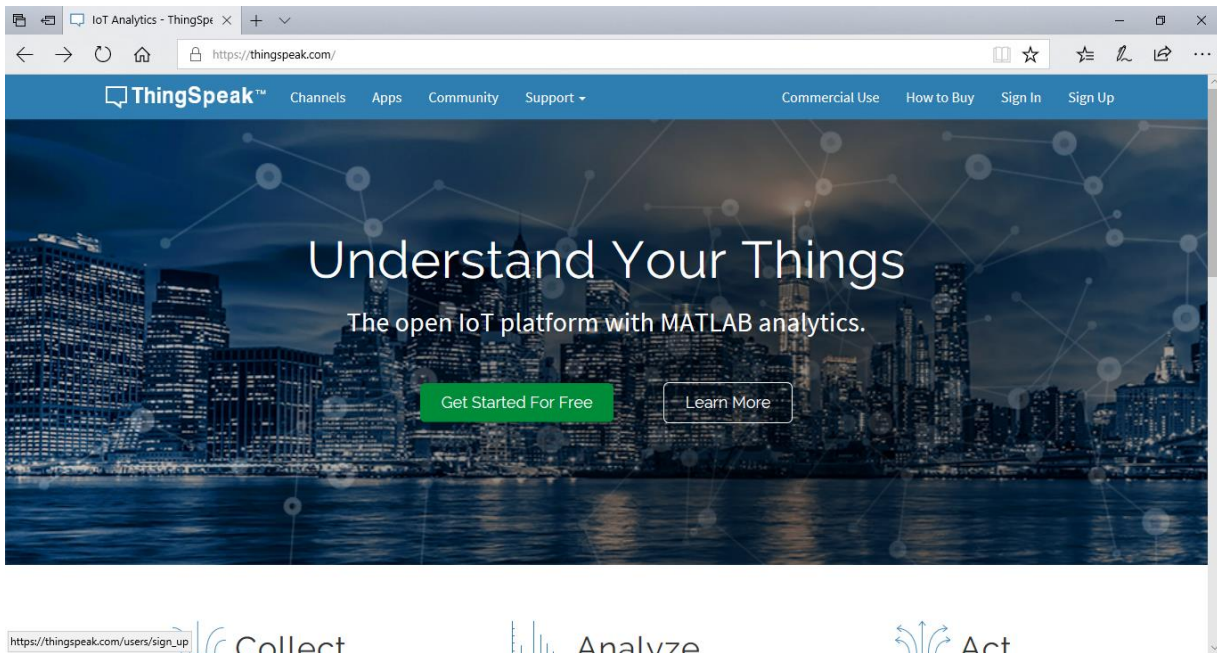 IoT Analytics - ThingSpe
https://thingspeak.com/
ThingSpeak™ Channels Apps Community Support Commercial Use How to Buy Sign In Sign Up
Understand Your Things
The open IoT platform with MATLAB analytics.
Get Started For Free Learn More
Collect Analyze Act
https://thingspeak.com/users/sign_up